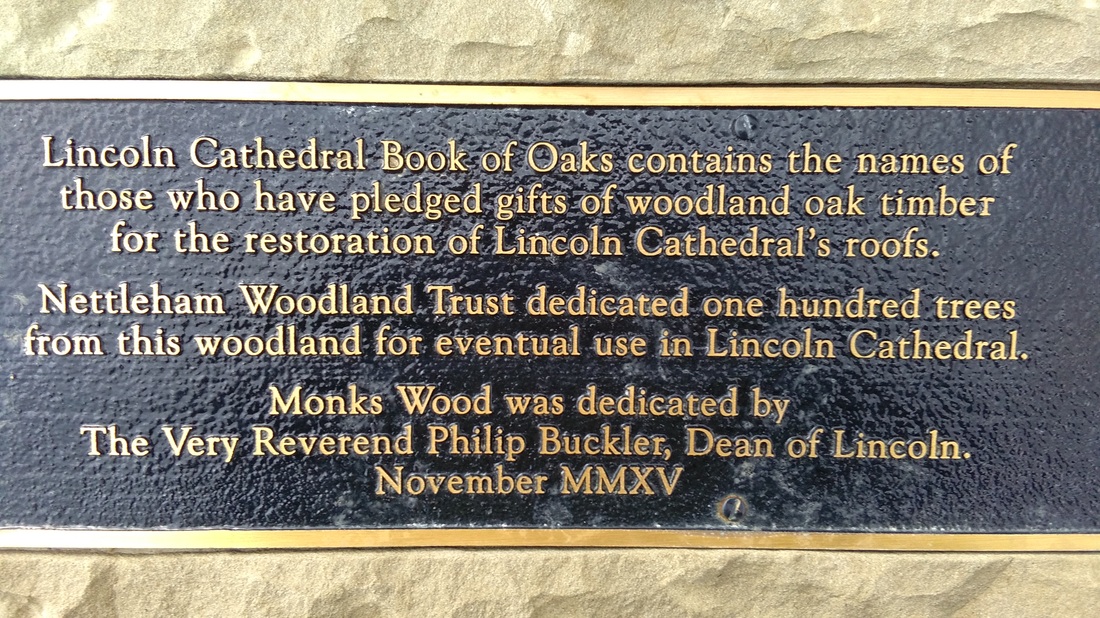 Lincoln Cathedral Book of Oaks contains the names of
those who have pledged gifts of woodland oak timber
for the restoration of Lincoln Cathedral's roofs.
Nettleham Woodland Trust dedicated one hundred trees
from this woodland for eventual use in Lincoln Cathedral.
Monks Wood was dedicated by
The Very Reverend Philip Buckler, Dean of Lincoln.
November MMXV